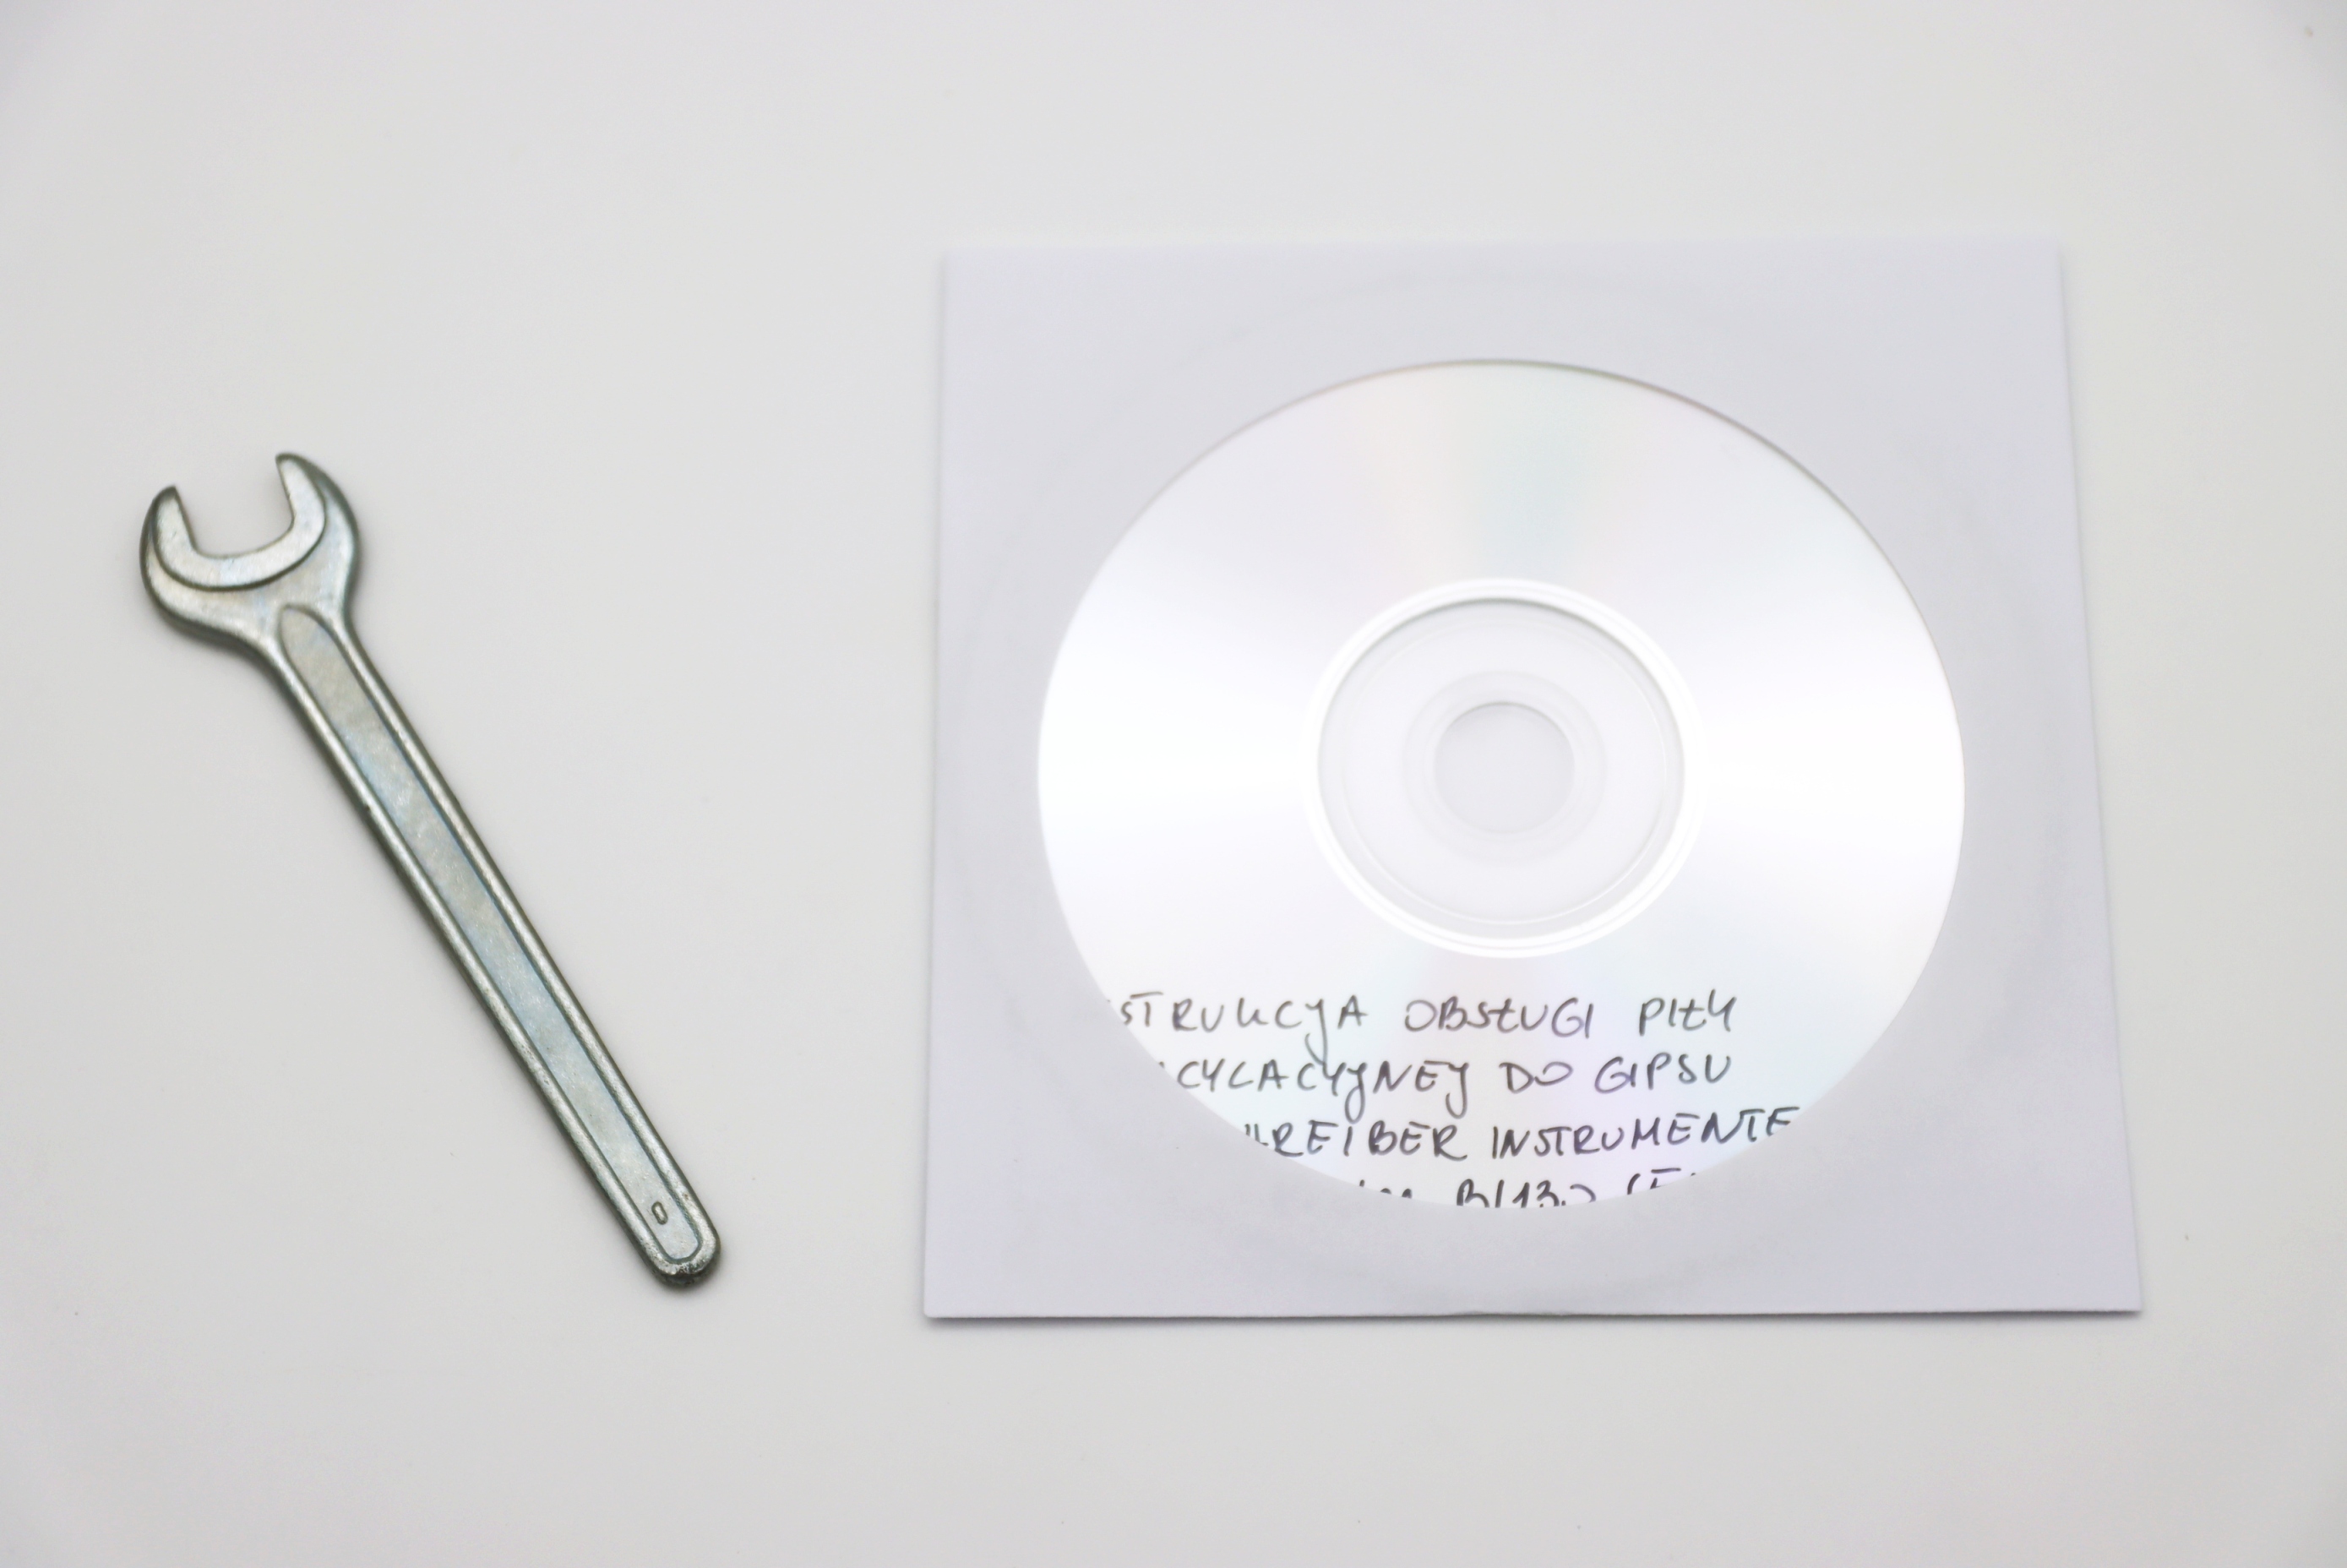 STRUKCJA OBSŁUGI PIŁY
CYLACYJNEJ DO GIPSU
REIBER INSTRUMENTE